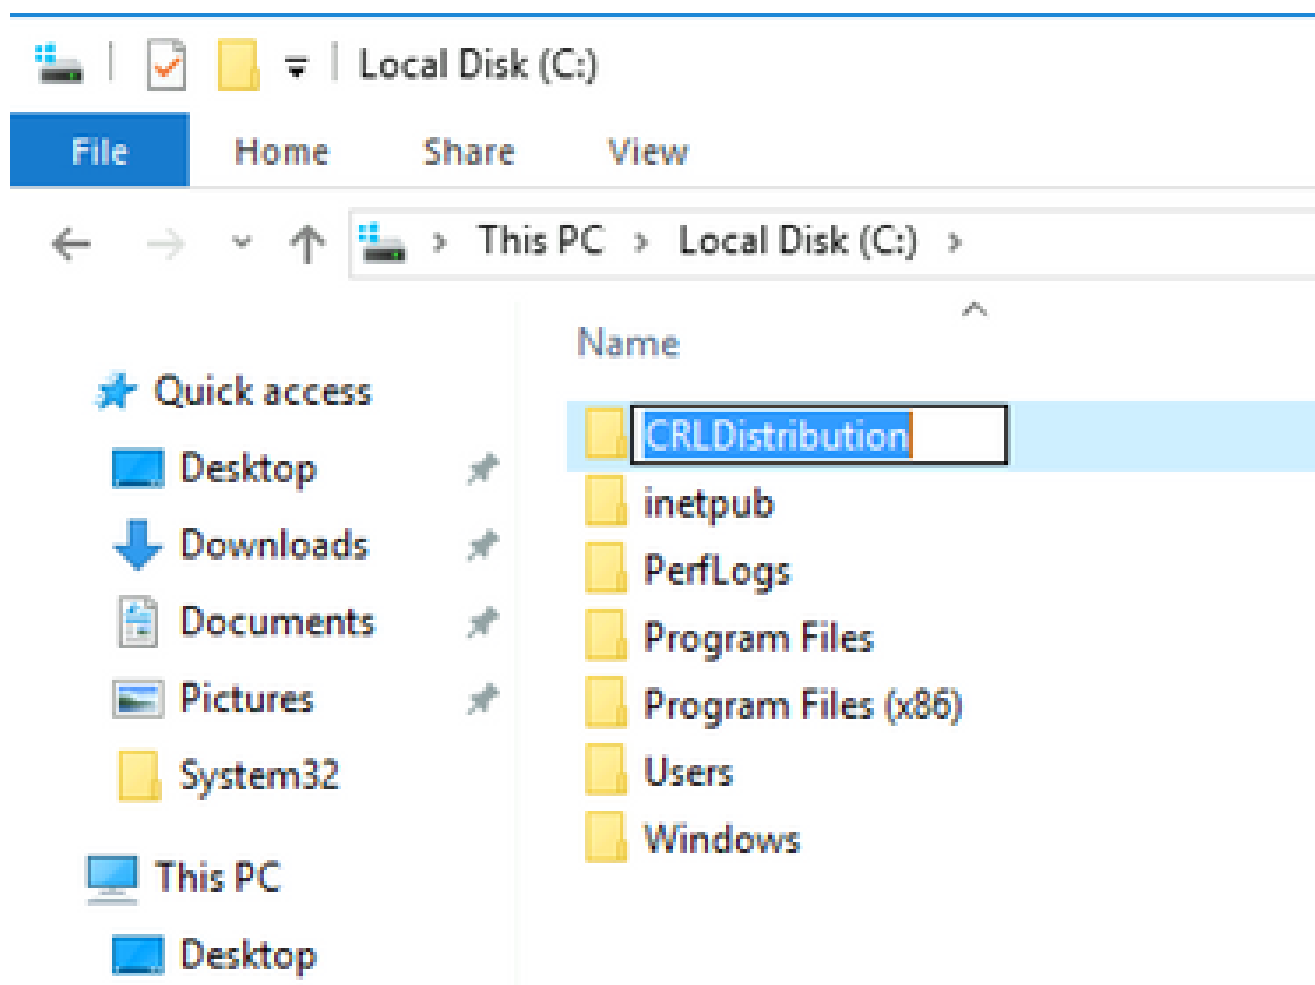 Local Disk (C:)
File Home Share View
This PC Local Disk (C:)
Name
Quick access
Desktop
Downloads
Documents
Pictures
System32
This PC
Desktop
CRLDistribution
inetpub
PerfLogs
Program Files
Program Files (x86)
Users
Windows